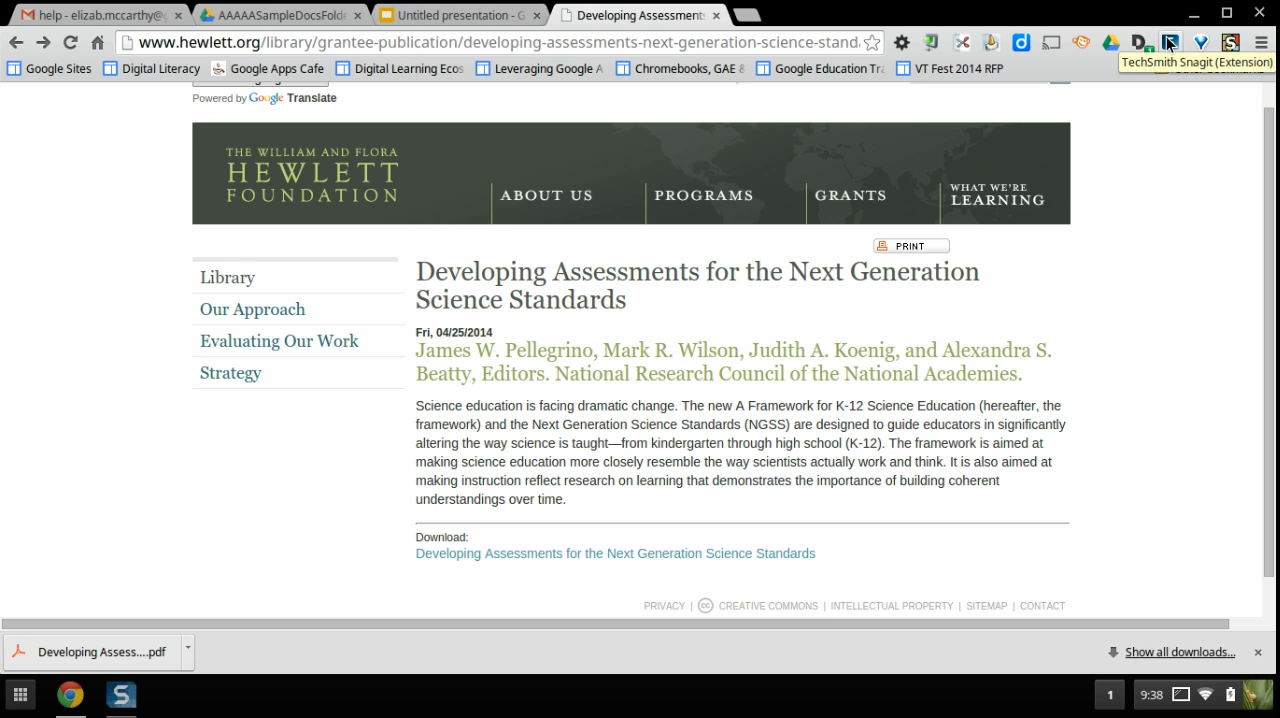 help - elizab.mccarthy@g
AAAAASampleDocsFolde
Untitled presentation - G
Developing Assessments
www.hewlett.org/library/grantee-publication/developing-assessments-next-generation-science-stand
TechSmith Snagit (Extension)
Google Sites
Digital Literacy
Google Apps Cafe
Digital Learning Ecos
Leveraging Google A
Chromebooks, GAE &
Google Education Tra
VT Fest 2014 RFP
Powered by Google Translate
THE WILLIAM AND FLORA
HEWLETT
FOUNDATION
ABOUT US
PROGRAMS
GRANTS
WHAT WE'RE
LEARNING
PRINT
Library
Our Approach
Evaluating Our Work
Strategy
Developing Assessments for the Next Generation
Science Standards
Fri, 04/25/2014
James W. Pellegrino, Mark R. Wilson, Judith A. Koenig, and Alexandra S.
Beatty, Editors. National Research Council of the National Academies.
Science education is facing dramatic change. The new A Framework for K-12 Science Education (hereafter, the
framework) and the Next Generation Science Standards (NGSS) are designed to guide educators in significantly
altering the way science is taught—from kindergarten through high school (K-12). The framework is aimed at
making science education more closely resemble the way scientists actually work and think. It is also aimed at
making instruction reflect research on learning that demonstrates the importance of building coherent
understandings over time.
Download:
Developing Assessments for the Next Generation Science Standards
PRIVACY | cc CREATIVE COMMONS | INTELLECTUAL PROPERTY | SITEMAP | CONTACT
Developing Assess....pdf
Show all downloads...
1
9:38